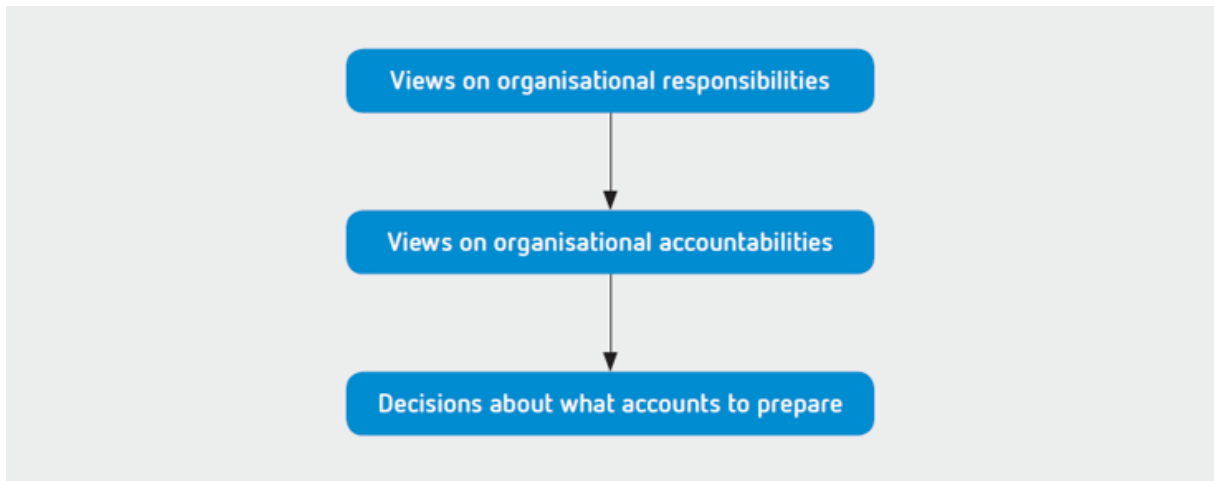 Views on organisational responsibilities
Views on organisational accountabilities
Decisions about what accounts to prepare